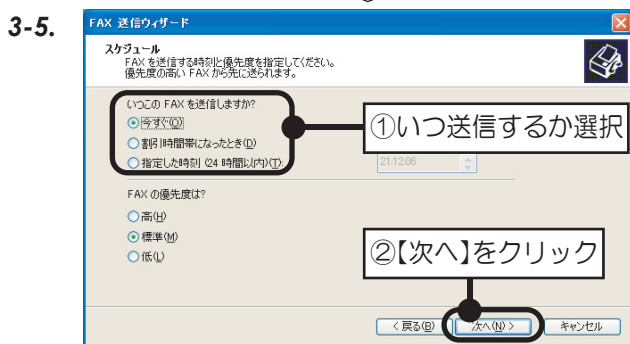 3-5.
FAX 送信ウィザード
スケジュール
FAX を送信する時刻と優先度を指定してください。
優先度の高い FAX から先に送られます。
いつこの FAX を送信しますか?
今すぐ(O)
割引時間帯になったとき(D)
指定した時刻 (24 時間以内)(T):
21:12:06
①いつ送信するか選択
FAX の優先度は?
高(H)
標準(M)
低(L)
②【次へ】をクリック
< 戻る(B)
次へ(N) >
キャンセル